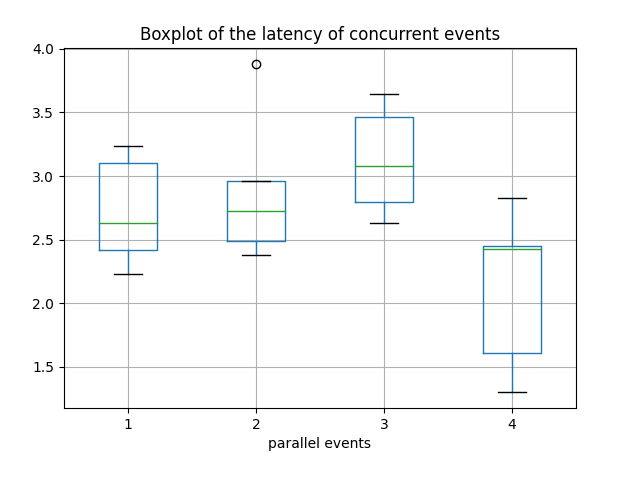 Boxplot of the latency of concurrent events
4.0
3.5
3.0
2.5
2.0
1.5
1 2 3 4
parallel events